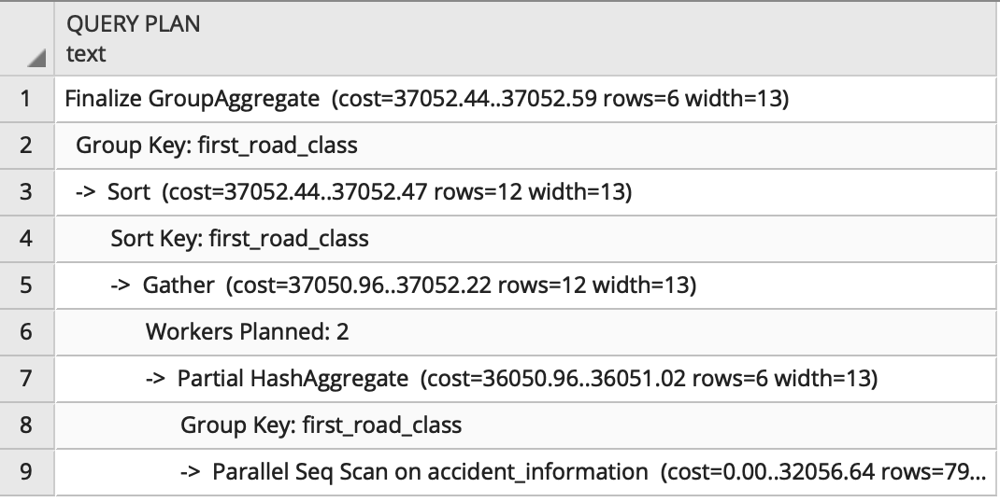 QUERY PLAN
text
1 Finalize GroupAggregate (cost=37052.44..37052.59 rows=6 width=13)
2 Group Key: first_road_class
3 -> Sort (cost=37052.44..37052.47 rows=12 width=13)
4 Sort Key: first_road_class
5 -> Gather (cost=37050.96..37052.22 rows=12 width=13)
6 Workers Planned: 2
7 -> Partial HashAggregate (cost=36050.96..36051.02 rows=6 width=13)
8 Group Key: first_road_class
9 -> Parallel Seq Scan on accident_information (cost=0.00..32056.64 rows=79...